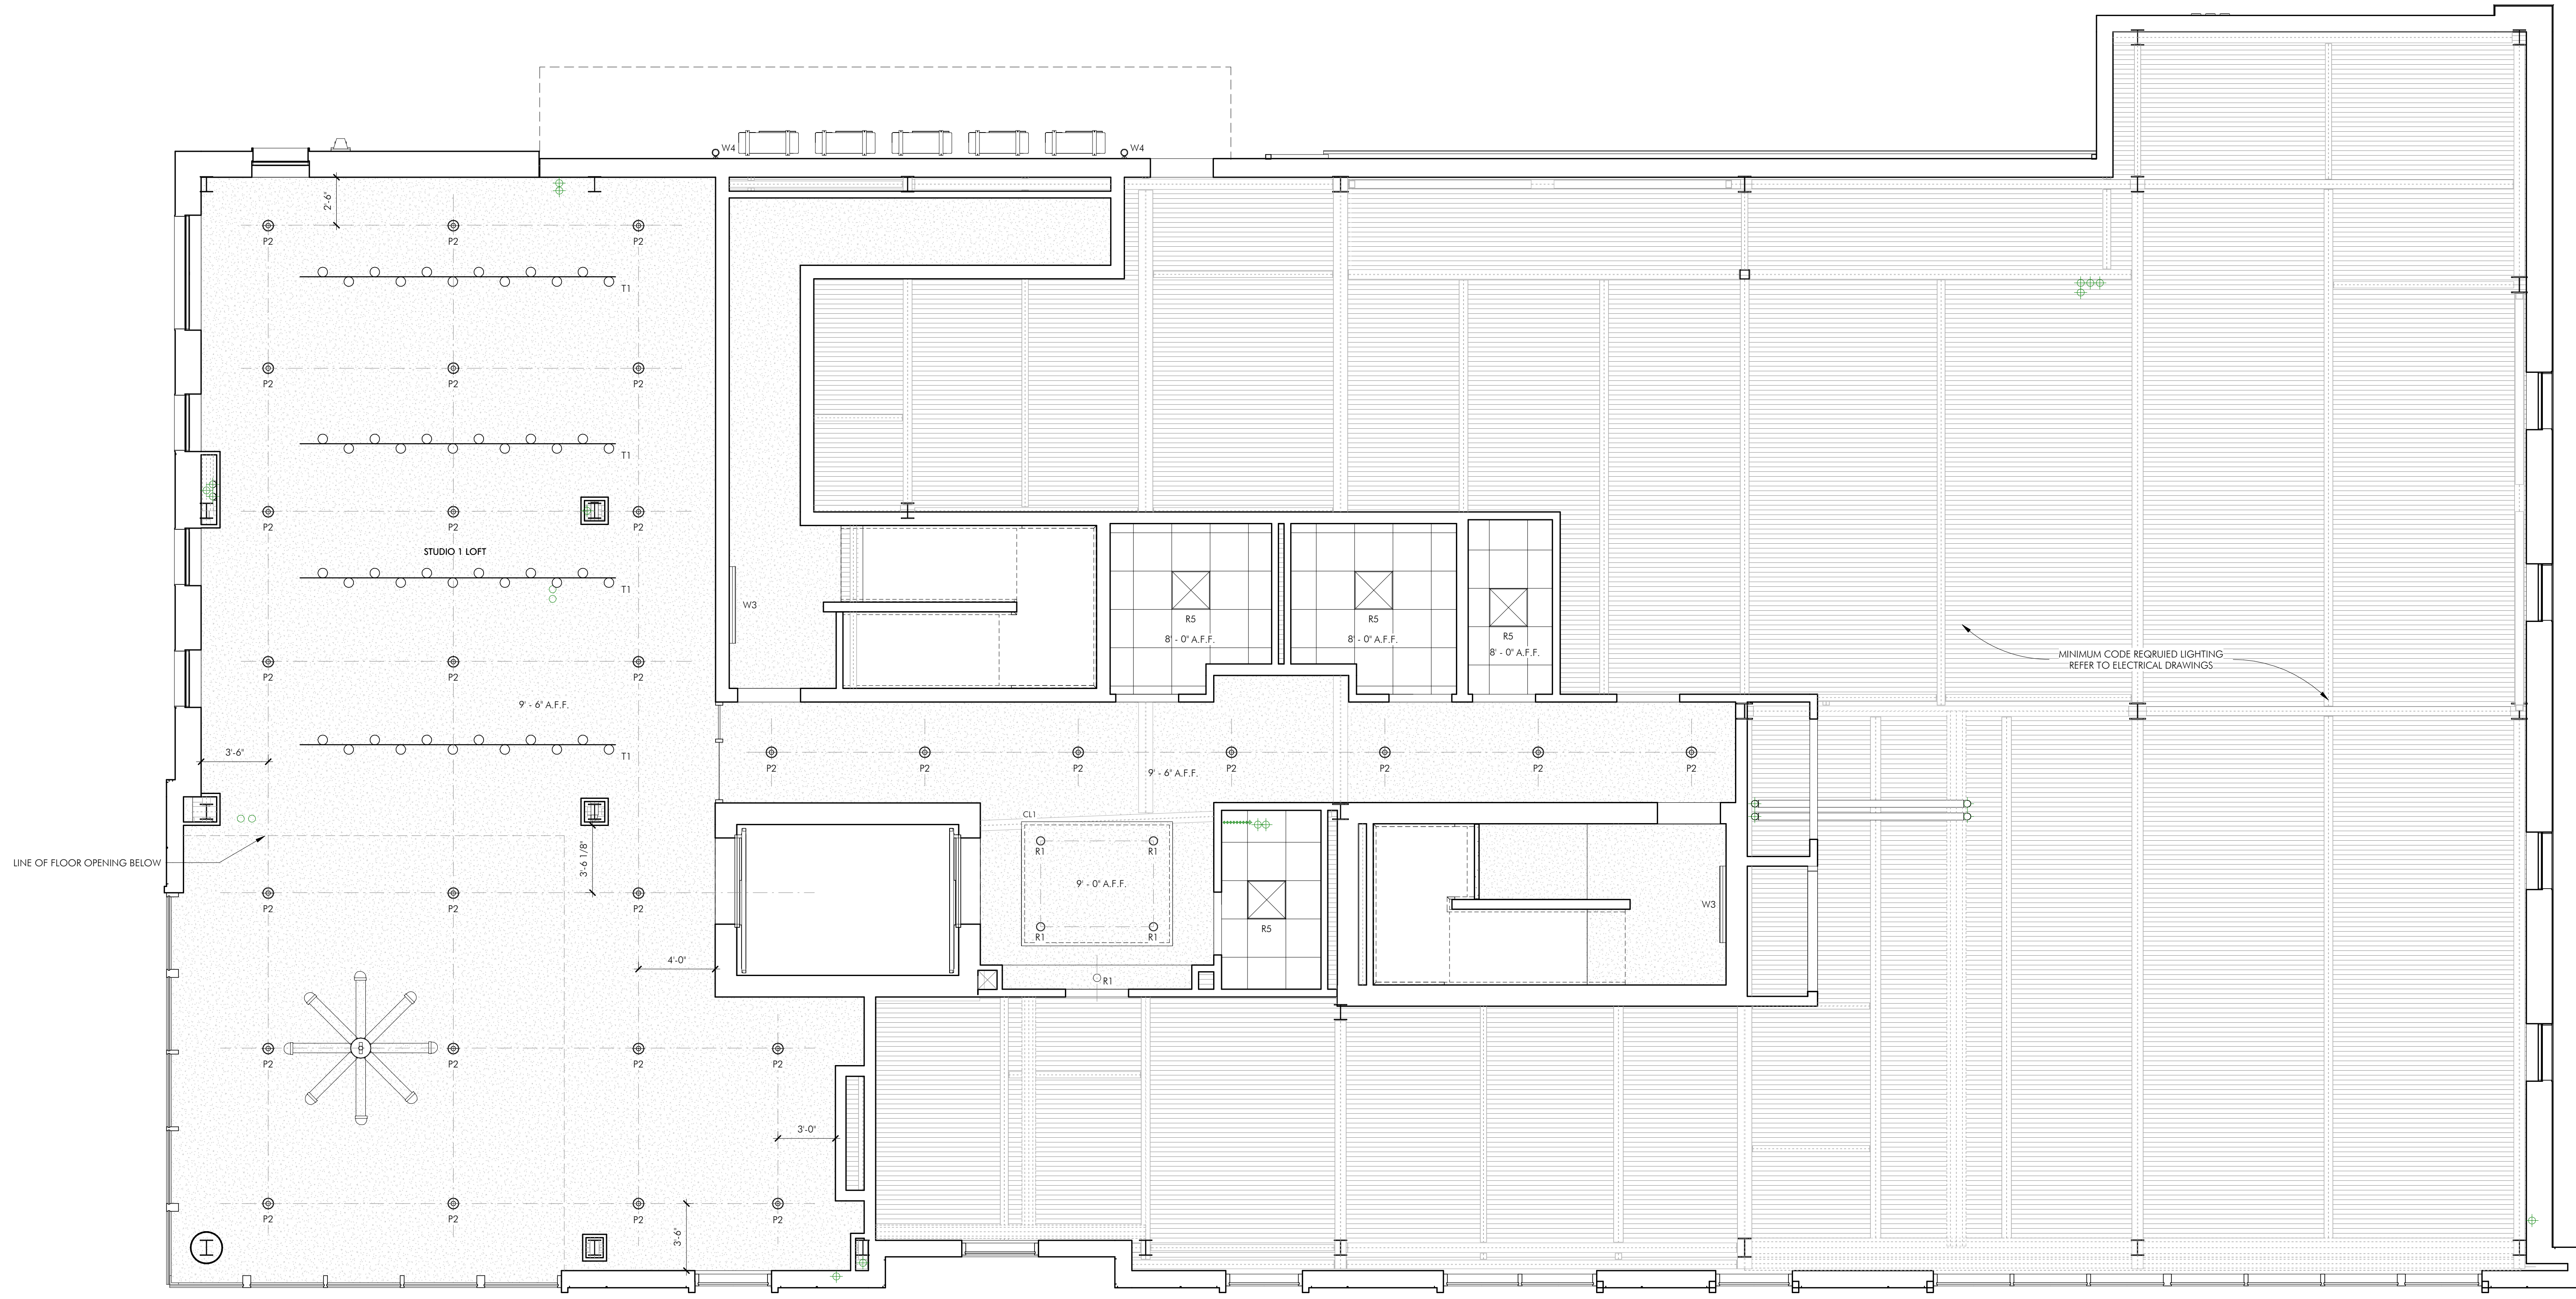 W4
W4
2'-6"
P2
P2
P2
T1
P2
P2
P2
T1
P2
P2
P2
STUDIO 1 LOFT
T1
W3
R5
8' - 0" A.F.F.
R5
8' - 0" A.F.F.
R5
8' - 0" A.F.F.
MINIMUM CODE REQRUIED LIGHTING
REFER TO ELECTRICAL DRAWINGS
P2
P2
P2
9' - 6" A.F.F.
3'-6"
T1
P2
P2
P2
P2
P2
P2
P2
9' - 6" A.F.F.
CL1
LINE OF FLOOR OPENING BELOW
3'-6 1/8"
R1
R1
9' - 0" A.F.F.
W3
P2
P2
P2
R1
R1
R5
4'-0"
R1
P2
P2
P2
P2
3'-0"
P2
P2
P2
P2
3'-6"